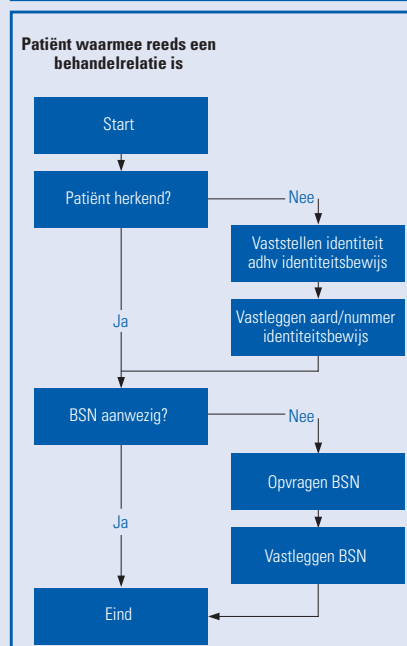 Patiënt waarmee reeds een
behandelrelatie is
Start
Patiënt herkend?
Nee
Vaststellen identiteit
adhv identiteitsbewijs
Vastleggen aard/nummer
identiteitsbewijs
Ja
BSN aanwezig?
Nee
Opvragen BSN
Ja
Vastleggen BSN
Eind